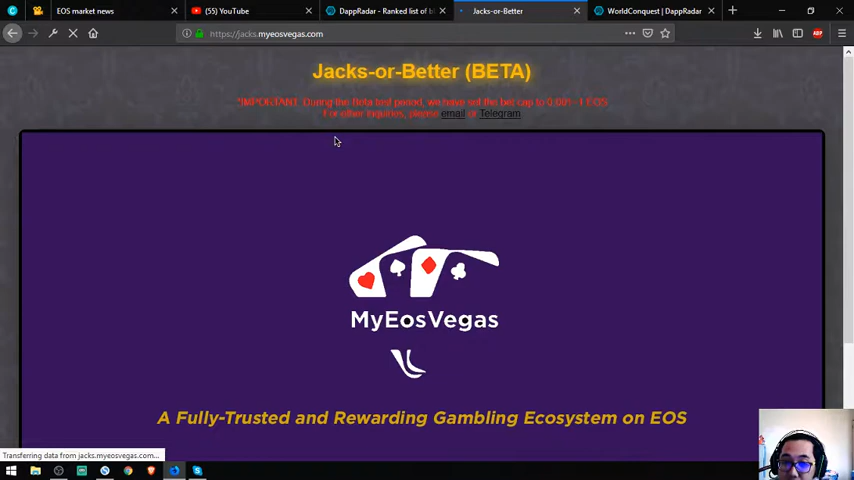 EOS market news
(55) YouTube
DappRadar - Ranked list of b
Jacks-or-Better
WorldConquest | DappRadar
https://jacks.myeosvegas.com
ABP
Jacks-or-Better (BETA)
*IMPORTANT: During the Beta test period, we have set the bet cap to 0.001~1 EOS
For other inquiries, please email or Telegram
MyEosVegas
A Fully-Trusted and Rewarding Gambling Ecosystem on EOS
Transferring data from jacks.myeosvegas.com...